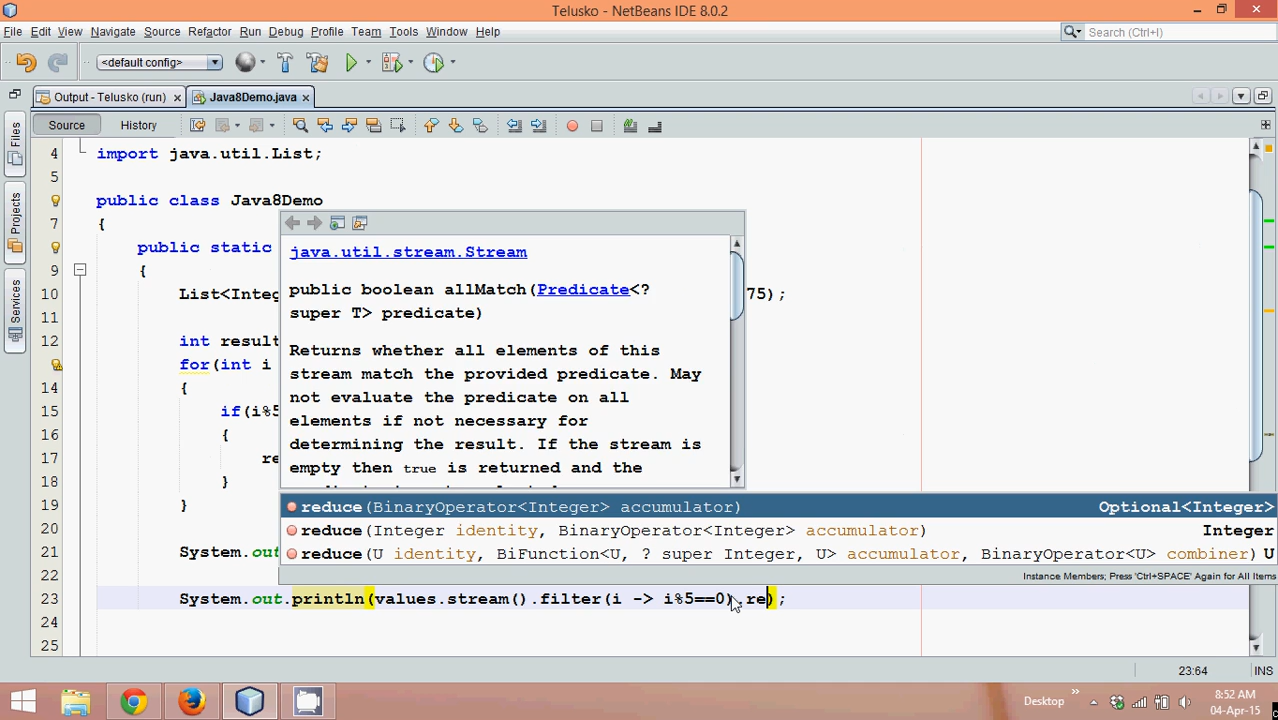 Telusko - NetBeans IDE 8.0.2
File Edit View Navigate Source Refactor Run Debug Profile Team Tools Window Help
Search (Ctrl+I)
<default config>
Output - Telusko (run) Java8Demo.java
Source History
Files
Projects
Services
4 import java.util.List;
5
public class Java8Demo
7 {
public static
9 {
10 List<Integ 75);
11
12 int result
for(int i
14 {
15 if(i%5
16 {
17 re
18 }
19 }
20
21 System.out
22
23 System.out.println(values.stream().filter(i -> i%5==0).re);
24
25
java.util.stream.Stream
public boolean allMatch(Predicate<?
super T> predicate)
Returns whether all elements of this
stream match the provided predicate. May
not evaluate the predicate on all
elements if not necessary for
determining the result. If the stream is
empty then true is returned and the
reduce(BinaryOperator<Integer> accumulator) Optional<Integer>
reduce(Integer identity, BinaryOperator<Integer> accumulator) Integer
reduce(U identity, BiFunction<U, ? super Integer, U> accumulator, BinaryOperator<U> combiner) U
Instance Members; Press 'Ctrl+SPACE' Again for All Items
23:64 INS
Desktop
8:52 AM
04-Apr-15